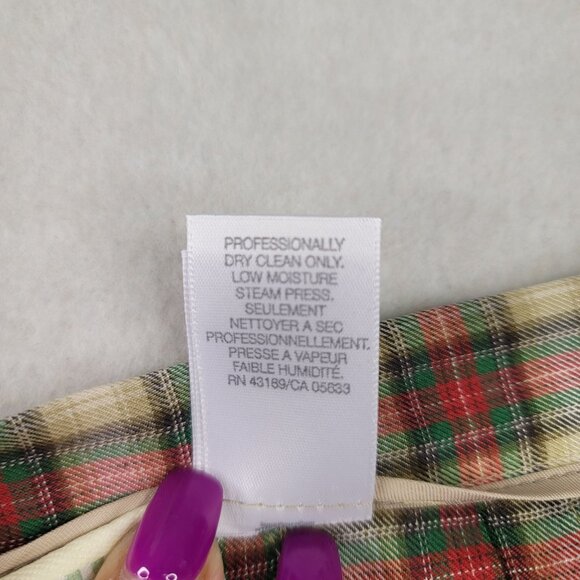 PROFESSIONALLY
DRY CLEAN ONLY.
LOW MOISTURE
STEAM PRESS.
SEULEMENT
NETTOYER A SEC
PROFESSIONNELLEMENT.
PRESSE A VAPEUR
FAIBLE HUMIDITÉ.
RN 43189/CA 05633